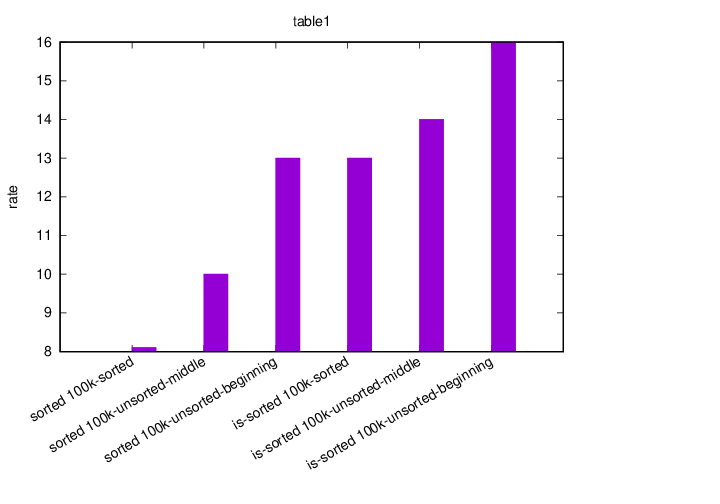 table1
16
15
14
13
12
11
10
9
8
rate
sorted 100k-sorted
sorted 100k-unsorted-middle
sorted 100k-unsorted-beginning
is-sorted 100k-sorted
is-sorted 100k-unsorted-middle
is-sorted 100k-unsorted-beginning